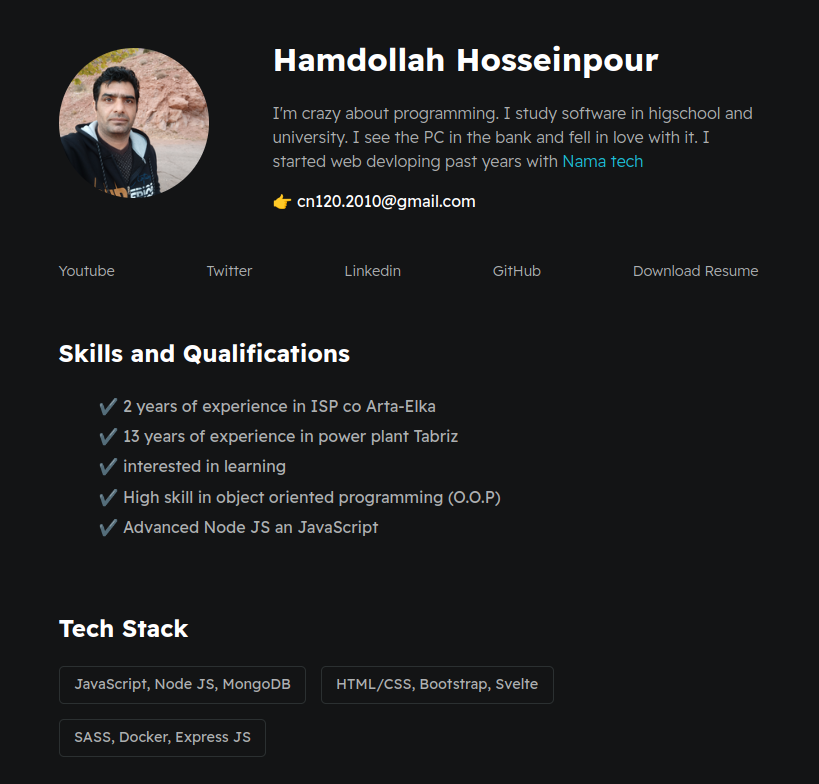 Hamdollah Hosseinpour
I'm crazy about programming. I study software in higschool and
university. I see the PC in the bank and fell in love with it. I
started web devloping past years with Nama tech
👉 cn120.2010@gmail.com
Youtube Twitter Linkedin GitHub Download Resume
Skills and Qualifications
✔️ 2 years of experience in ISP co Arta-Elka
✔️ 13 years of experience in power plant Tabriz
✔️ interested in learning
✔️ High skill in object oriented programming (O.O.P)
✔️ Advanced Node JS an JavaScript
Tech Stack
JavaScript, Node JS, MongoDB HTML/CSS, Bootstrap, Svelte
SASS, Docker, Express JS